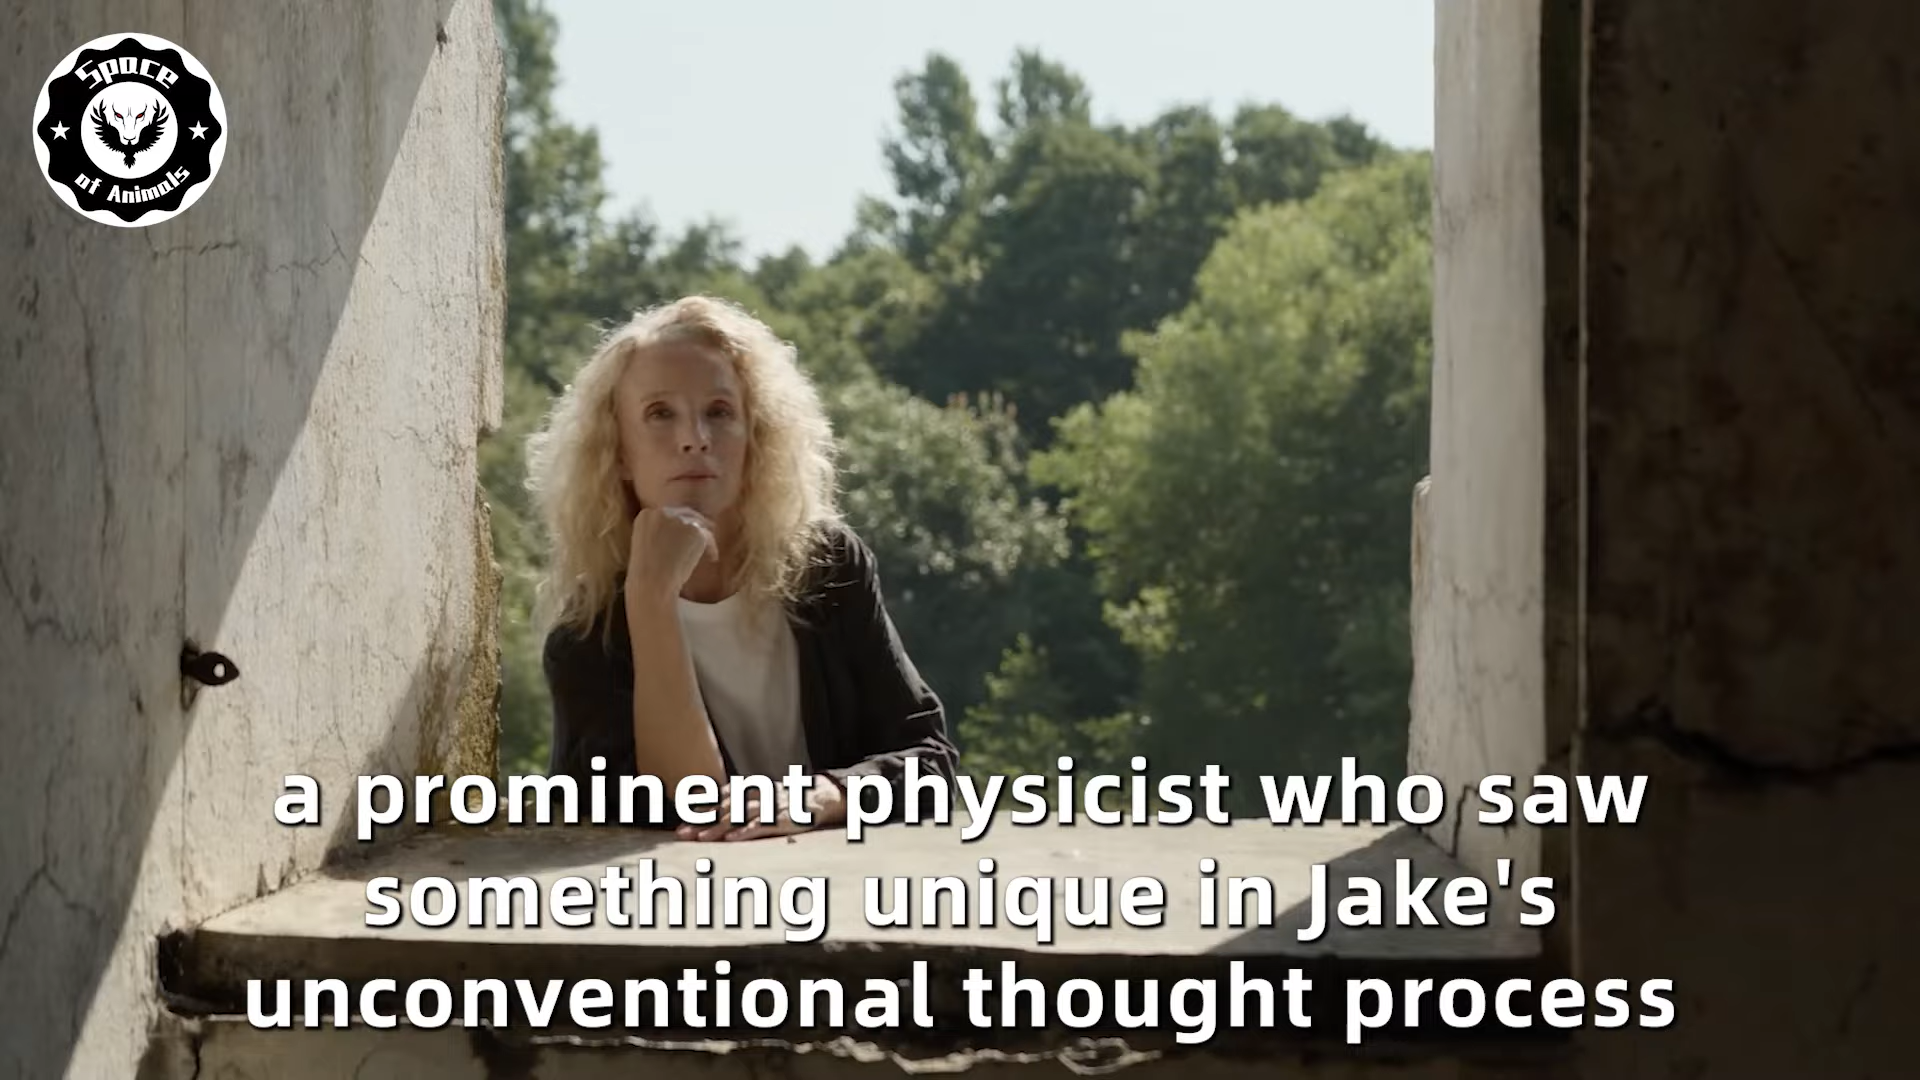 Space
of Animals
a prominent physicist who saw
something unique in Jake's
unconventional thought process